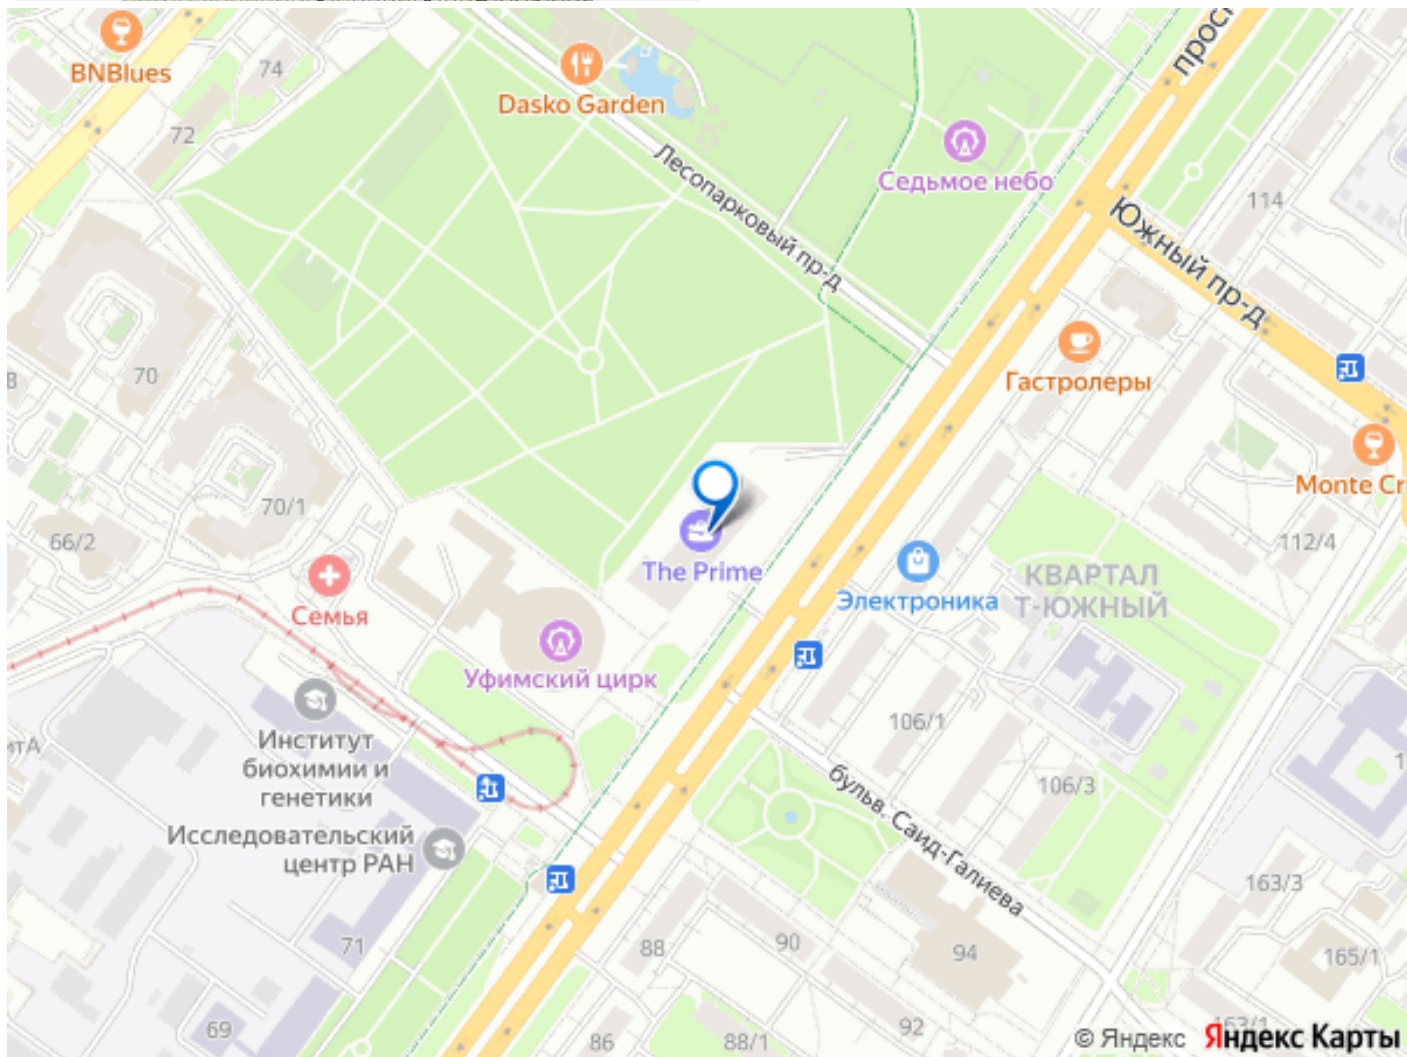 BNBlues
74
72
Dasko Garden
Лесопарковый пр-д
Седьмое небо
114
Южный пр-д
Гастролеры
Monte Cr
112/4
70
70/1
66/2
Семья
The Prime
Уфимский цирк
Электроника
КВАРТАЛ
Т-ЮЖНЫЙ
106/1
106/3
бульв. Саид-Галиева
Институт
биохимии и
генетики
Исследовательский
центр РАН
71
69
88
90
94
163/3
165/1
86
88/1
92
163/1
© Яндекс
Яндекс Карты